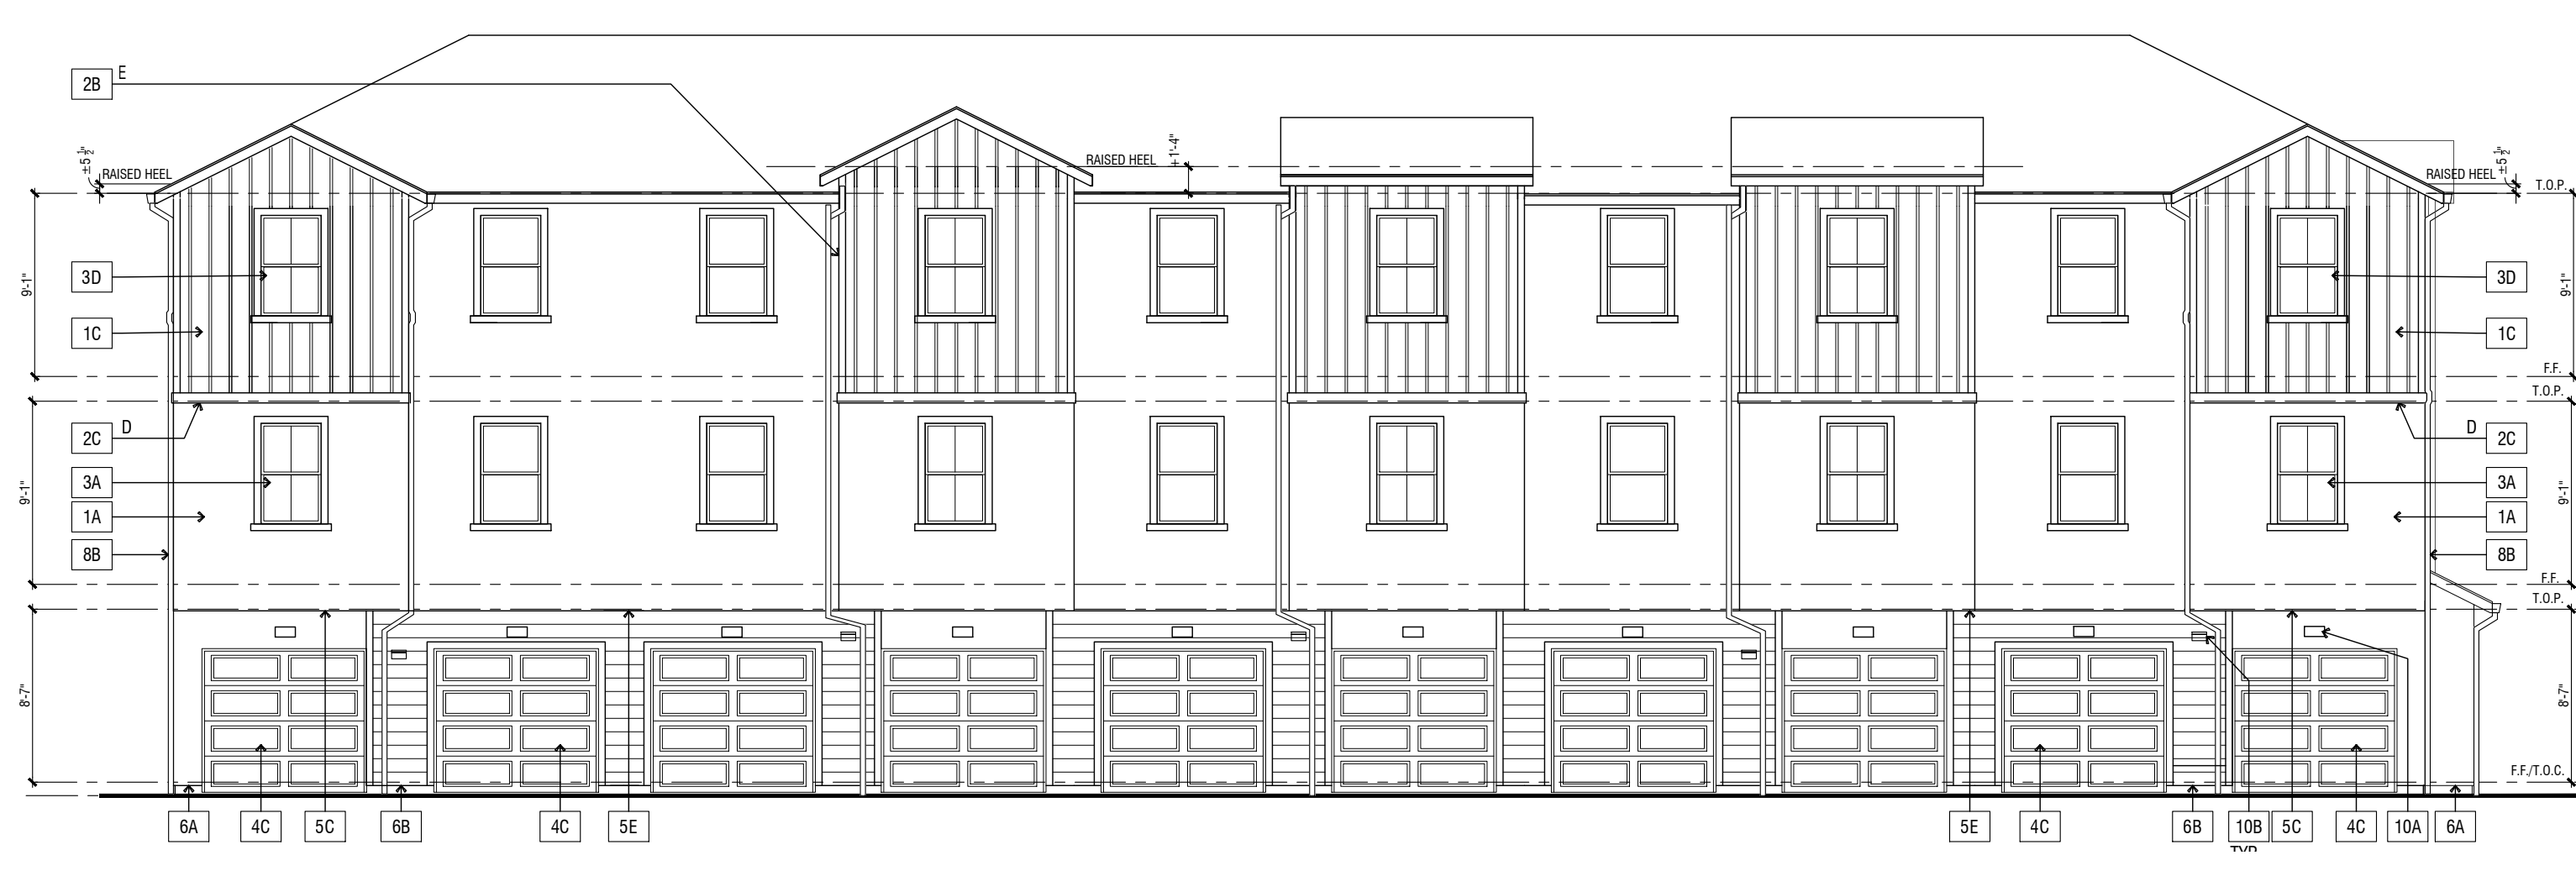 2B E
±5 1/2"
RAISED HEEL
RAISED HEEL
±1'-4"
RAISED HEEL
±5 1/2"
T.O.P.
9'-1"
3D
3D
9'-1"
1C
1C
F.F.
T.O.P.
2C D
D 2C
9'-1"
3A
3A
9'-1"
1A
1A
8B
8B
F.F.
T.O.P.
8'-7"
8'-7"
F.F./T.O.C.
6A 4C 5C 6B 4C 5E 5E 4C 6B 10B 5C 4C 10A 6A
TYP